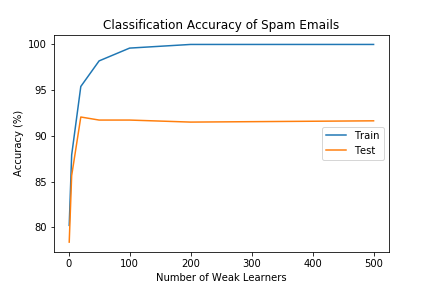 Classification Accuracy of Spam Emails
100
95
90
85
80
Accuracy (%)
Train
Test
0 100 200 300 400 500
Number of Weak Learners